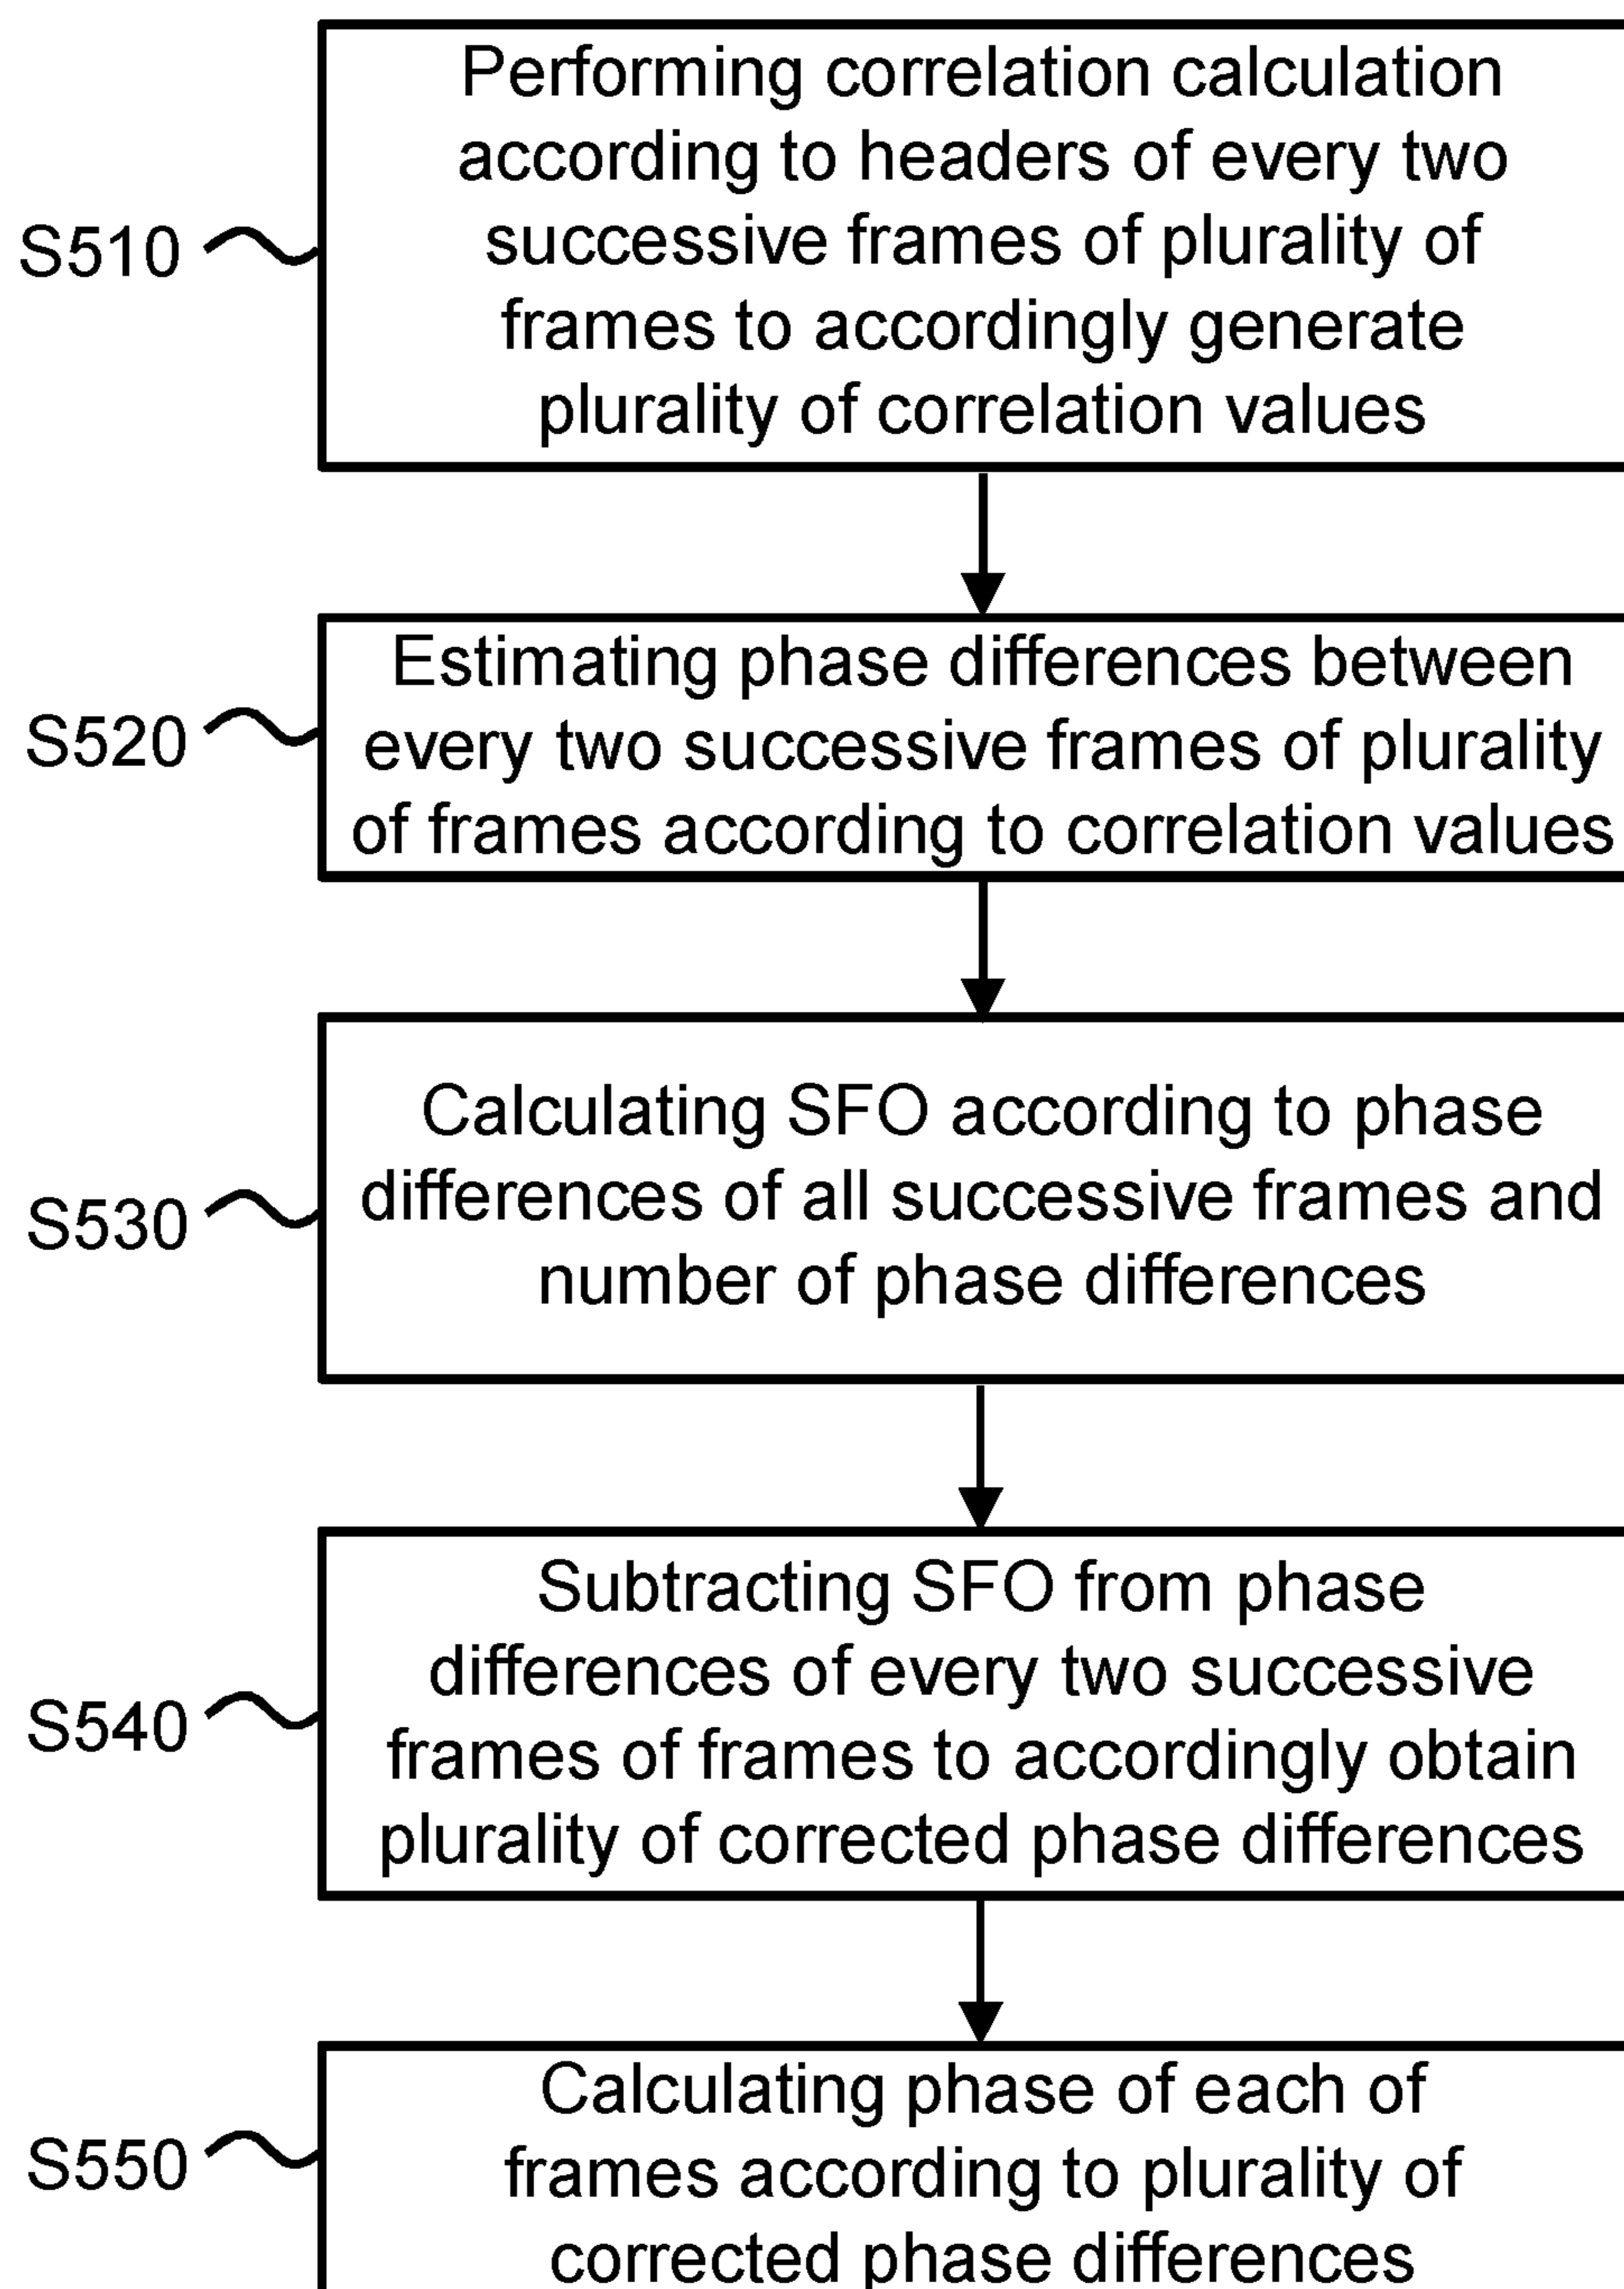 Performing correlation calculation
according to headers of every two
S510
successive frames of plurality of
frames to accordingly generate
plurality of correlation values
Estimating phase differences between
S520
every two successive frames of plurality
of frames according to correlation values
Calculating SFO according to phase
S530
differences of all successive frames and
number of phase differences
Subtracting SFO from phase
differences of every two successive
S540
frames of frames to accordingly obtain
plurality of corrected phase differences
Calculating phase of each of
S550
frames according to plurality of
corrected phase differences